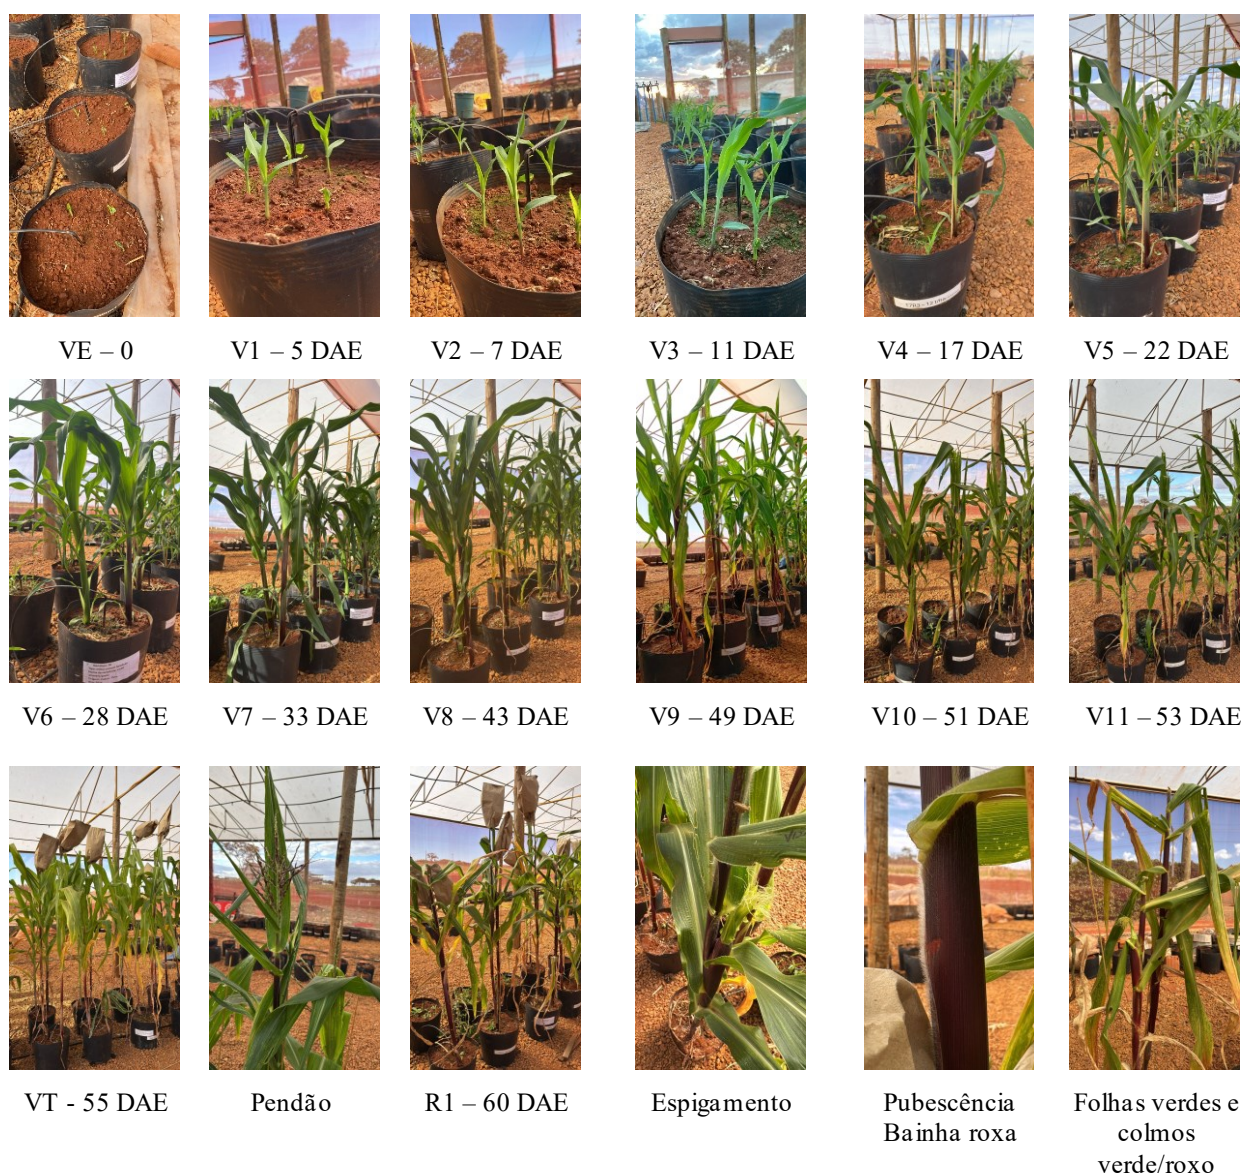 VE – 0
V1 – 5 DAE
V2 – 7 DAE
V3 – 11 DAE
V4 – 17 DAE
V5 – 22 DAE
V6 – 28 DAE
V7 – 33 DAE
V8 – 43 DAE
V9 – 49 DAE
V10 – 51 DAE
V11 – 53 DAE
VT - 55 DAE
Pendão
R1 – 60 DAE
Espigamento
Pubescência
Bainha roxa
Folhas verdes e
colmos
verde/roxo